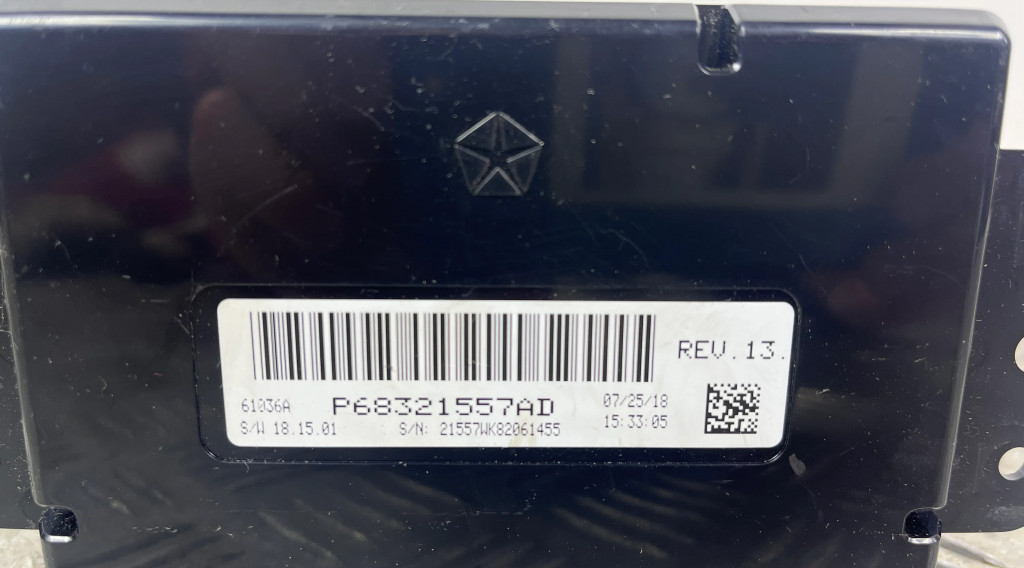 REV.13.
61036A P68321557AD 07/25/18
S/W 18.15.01 S/N: 21557WK82061455 15:33:05